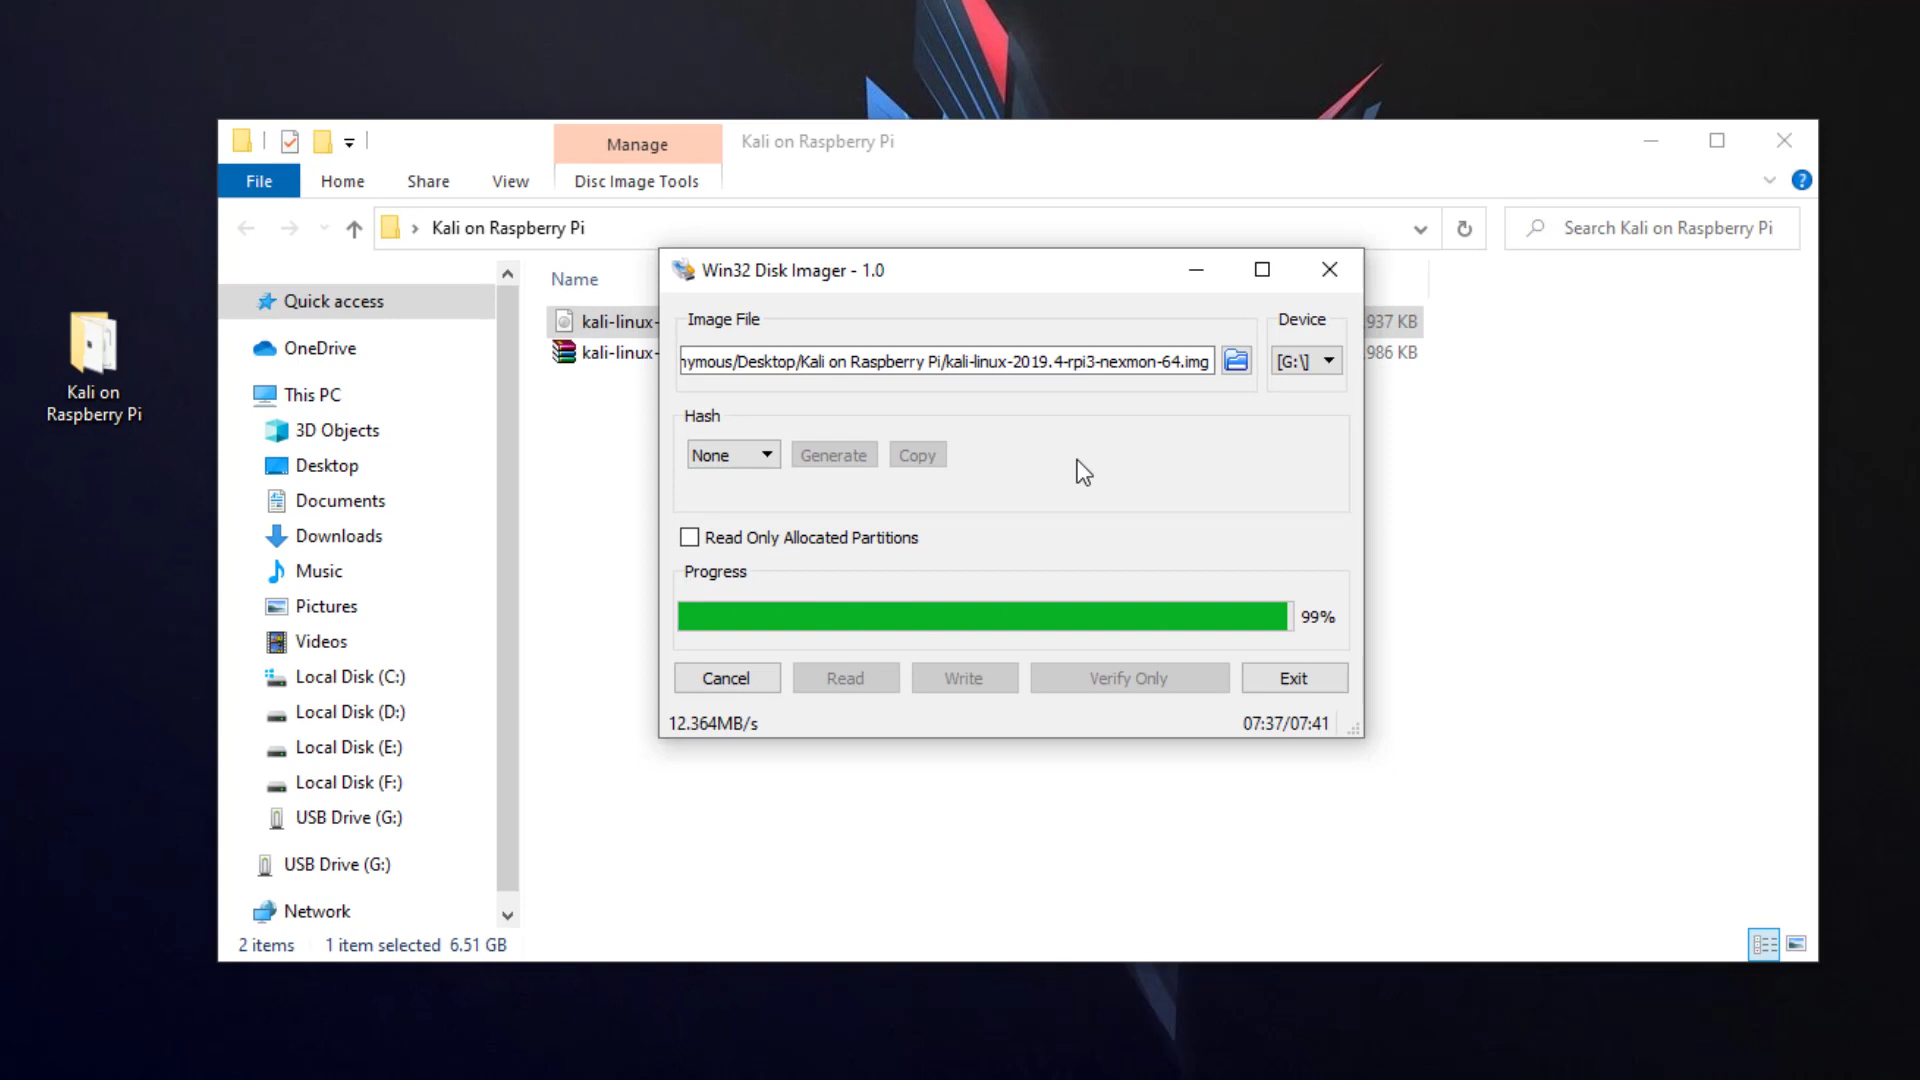 Manage
Kali on Raspberry Pi
File
Home
Share
View
Disc Image Tools
Kali on Raspberry Pi
Search Kali on Raspberry Pi
Name
kali-linux-
937 KB
kali-linux-
986 KB
Quick access
OneDrive
This PC
3D Objects
Desktop
Documents
Downloads
Music
Pictures
Videos
Local Disk (C:)
Local Disk (D:)
Local Disk (E:)
Local Disk (F:)
USB Drive (G:)
USB Drive (G:)
Network
2 items 1 item selected 6.51 GB
Kali on
Raspberry Pi
Win32 Disk Imager - 1.0
Image File
Device
nymous/Desktop/Kali on Raspberry Pi/kali-linux-2019.4-rpi3-nexmon-64.img
[G:\]
Hash
None
Generate
Copy
Read Only Allocated Partitions
Progress
99%
Cancel
Read
Write
Verify Only
Exit
12.364MB/s
07:37/07:41